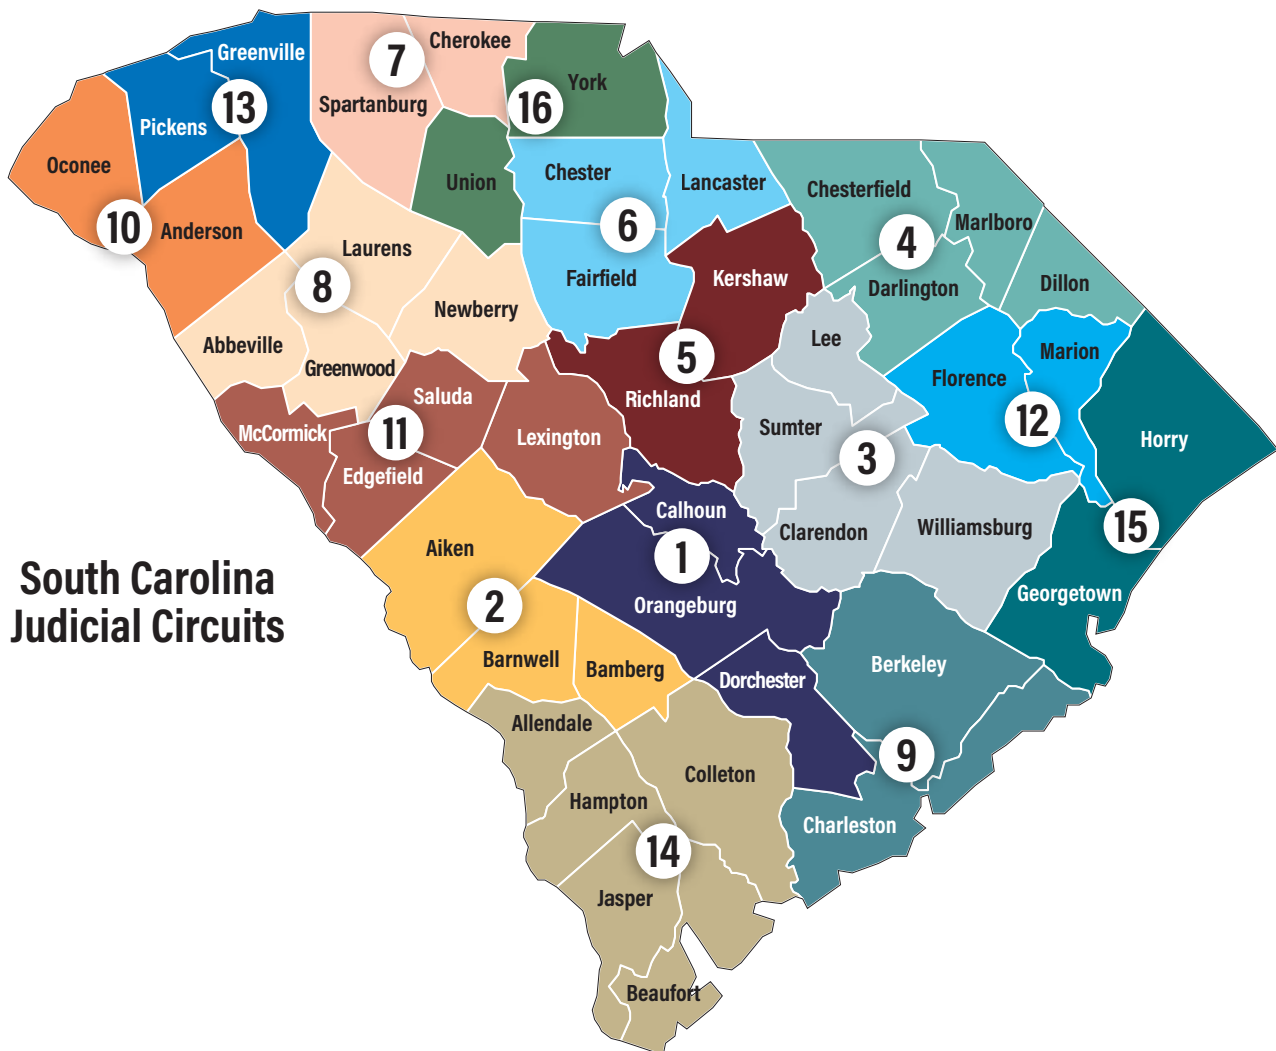 Greenville
Cherokee
7
York
Spartanburg
13
16
Pickens
Oconee
Chester
Union
Lancaster
Chesterfield
Marlboro
10
Anderson
6
4
Laurens
8
Fairfield
Kershaw
Darlington
Dillon
Newberry
Abbeville
Lee
Marion
Greenwood
5
Florence
Saluda
Richland
12
McCormick
11
Lexington
Sumter
Horry
Edgefield
3
Calhoun
Clarendon
Williamsburg
15
Aiken
1
South Carolina
Judicial Circuits
2
Orangeburg
Georgetown
Barnwell
Bamberg
Dorchester
Berkeley
Allendale
9
Colleton
Hampton
Charleston
14
Jasper
Beaufort